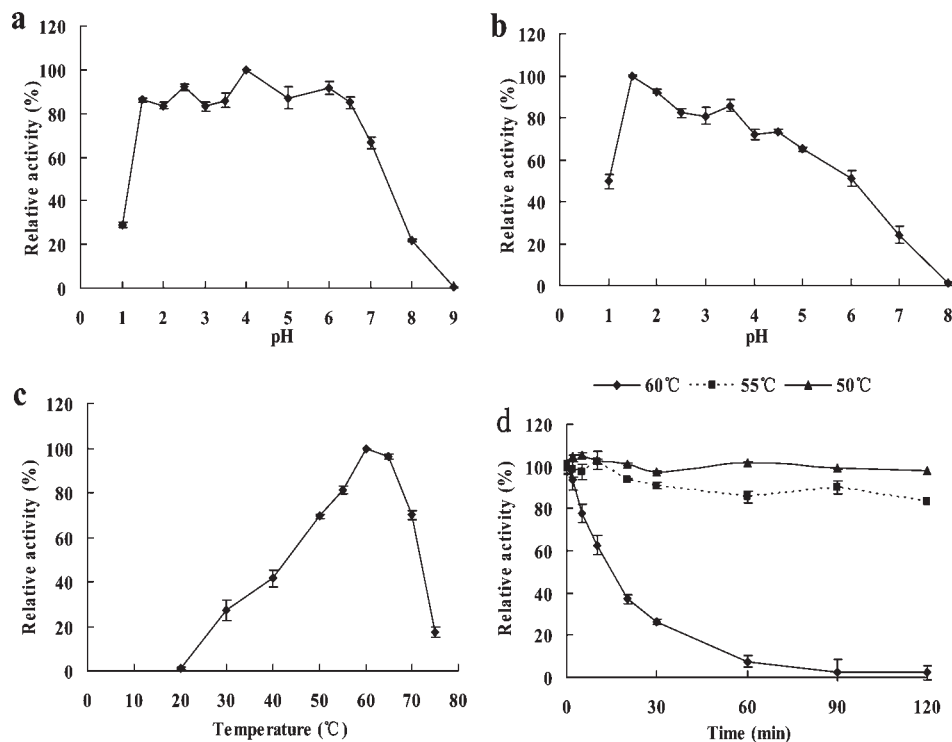 a
120
100
80
60
40
20
0
Relative activity (%)
0 1 2 3 4 5 6 7 8 9
pH
b
120
100
80
60
40
20
0
Relative activity (%)
0 1 2 3 4 5 6 7 8
pH
c
120
100
80
60
40
20
0
Relative activity (%)
0 10 20 30 40 50 60 70 80
Temperature (℃)
60℃ 55℃ 50℃
d
120
100
80
60
40
20
0
Relative activity (%)
0 30 60 90 120
Time (min)